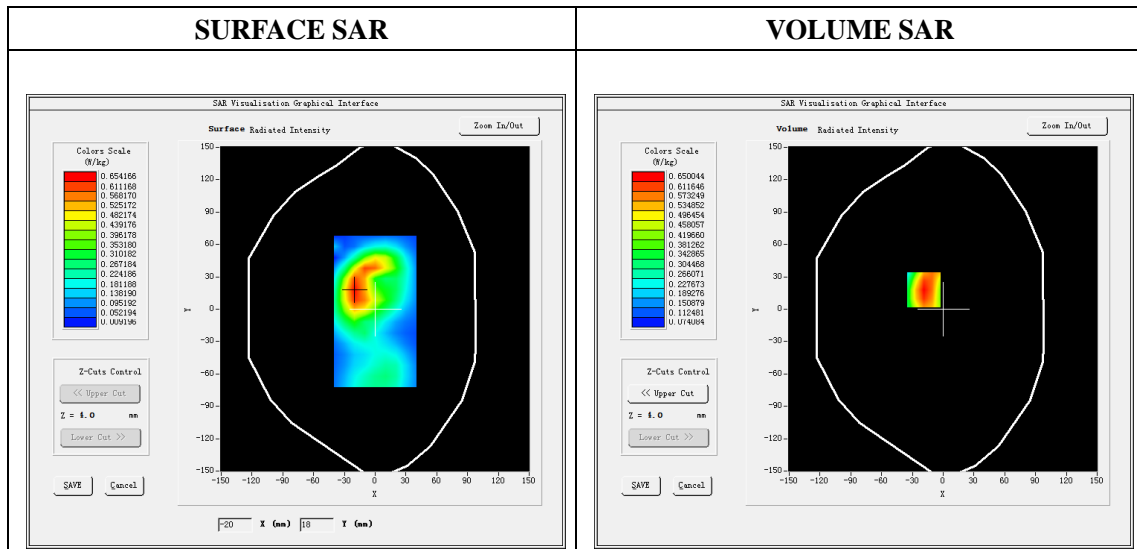 SURFACE SAR
VOLUME SAR
SAR Visualisation Graphical Interface
Surface Radiated Intensity
Zoom In/Out
Colors Scale
(W/kg)
0.654166
0.611168
0.568170
0.525172
0.482174
0.439176
0.396178
0.353180
0.310182
0.267184
0.224186
0.181188
0.138190
0.095192
0.052194
0.009196
150
120
90
60
30
0
-30
-60
-90
-120
-150
Y
-150 -120 -90 -60 -30 0 30 60 90 120 150
X
Z-Cuts Control
<< Upper Cut
Z = 4.0 mm
Lower Cut >>
SAVE Cancel
-20 X (mm) 18 Y (mm)
SAR Visualisation Graphical Interface
Volume Radiated Intensity
Zoom In/Out
Colors Scale
(W/kg)
0.650044
0.611646
0.573249
0.534852
0.496454
0.458057
0.419660
0.381262
0.342865
0.304468
0.266071
0.227673
0.189276
0.150879
0.112481
0.074084
150
120
90
60
30
0
-30
-60
-90
-120
-150
Y
-150 -120 -90 -60 -30 0 30 60 90 120 150
X
Z-Cuts Control
<< Upper Cut
Z = 4.0 mm
Lower Cut >>
SAVE Cancel